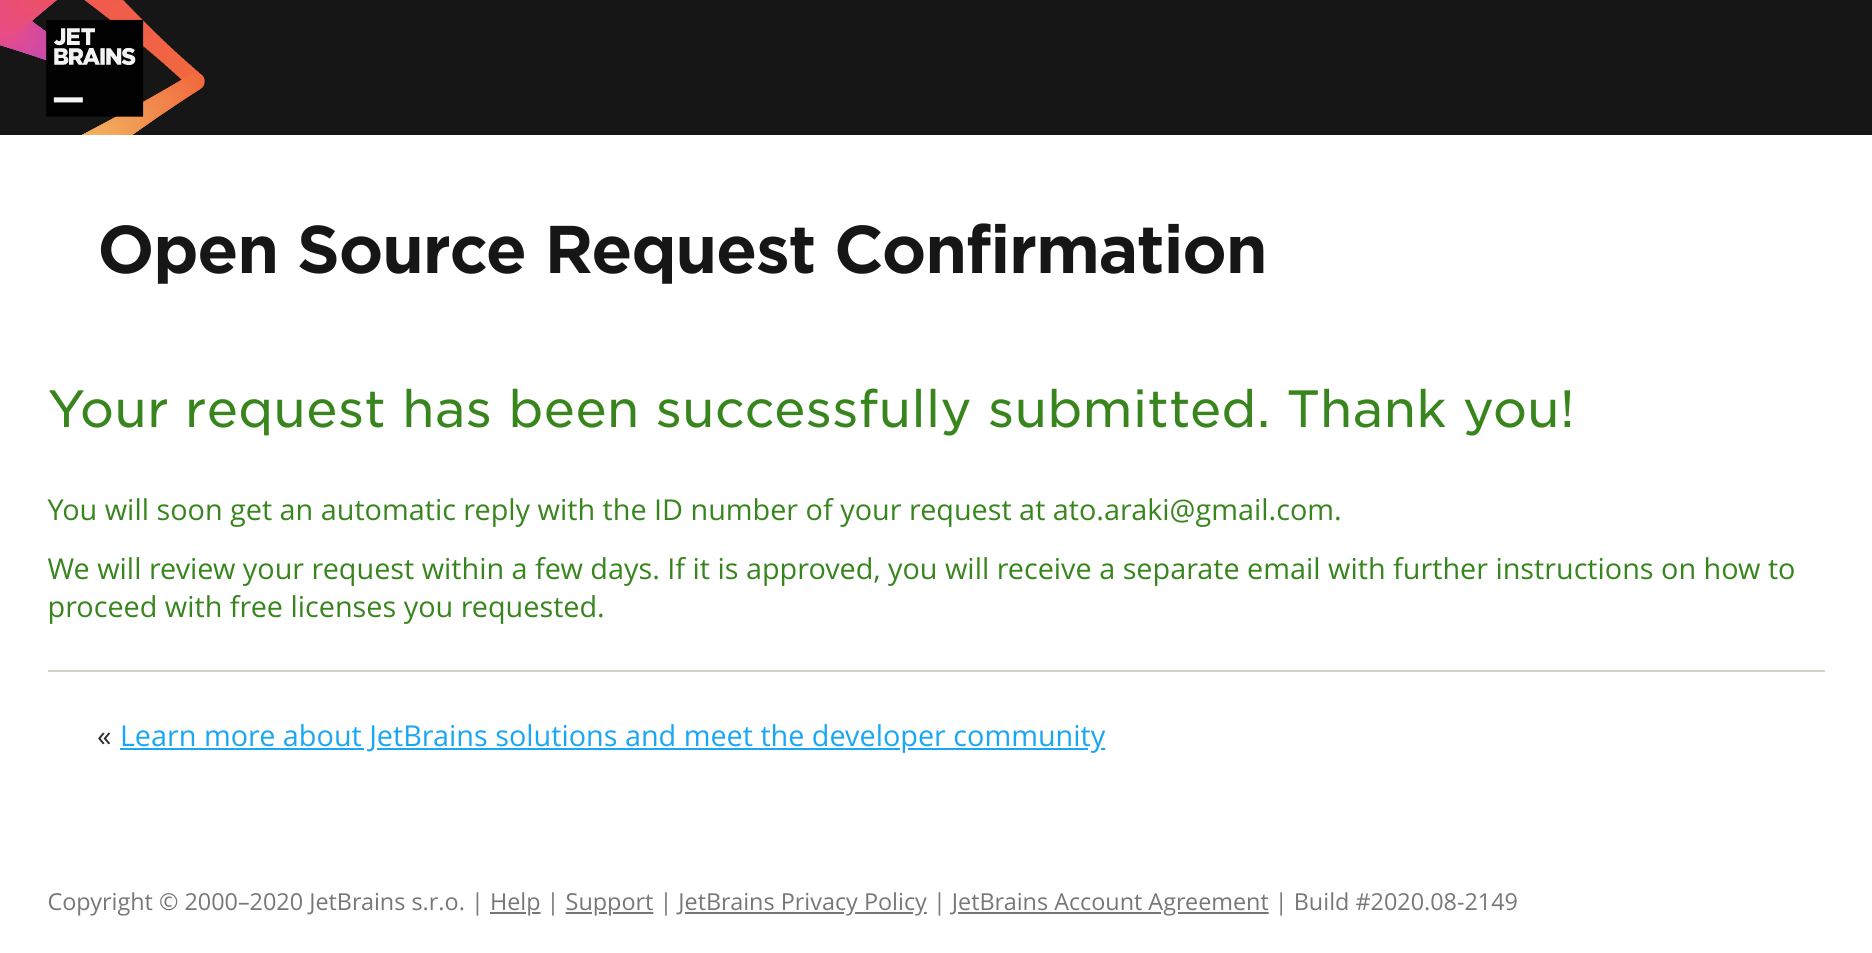 JET
BRAINS
Open Source Request Confirmation
Your request has been successfully submitted. Thank you!
You will soon get an automatic reply with the ID number of your request at ato.araki@gmail.com.
We will review your request within a few days. If it is approved, you will receive a separate email with further instructions on how to
proceed with free licenses you requested.
« Learn more about JetBrains solutions and meet the developer community
Copyright © 2000–2020 JetBrains s.r.o. | Help | Support | JetBrains Privacy Policy | JetBrains Account Agreement | Build #2020.08-2149